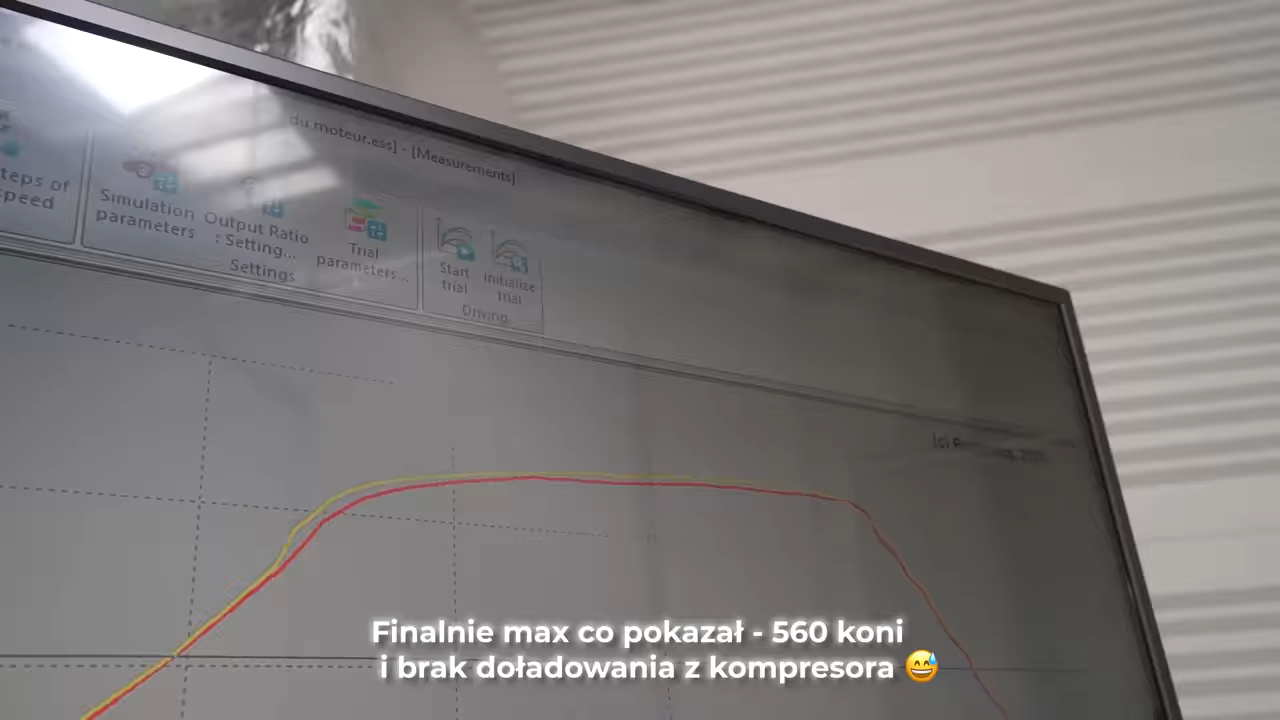 du moteur.ess] - [Measurements]
teps of
speed
Simulation
parameters
Output Ratio
: Setting...
Trial
parameters...
Settings
Start
trial
Initialize
trial
Driving
Finalnie max co pokazał - 560 koni
i brak doładowania z kompresora 😅